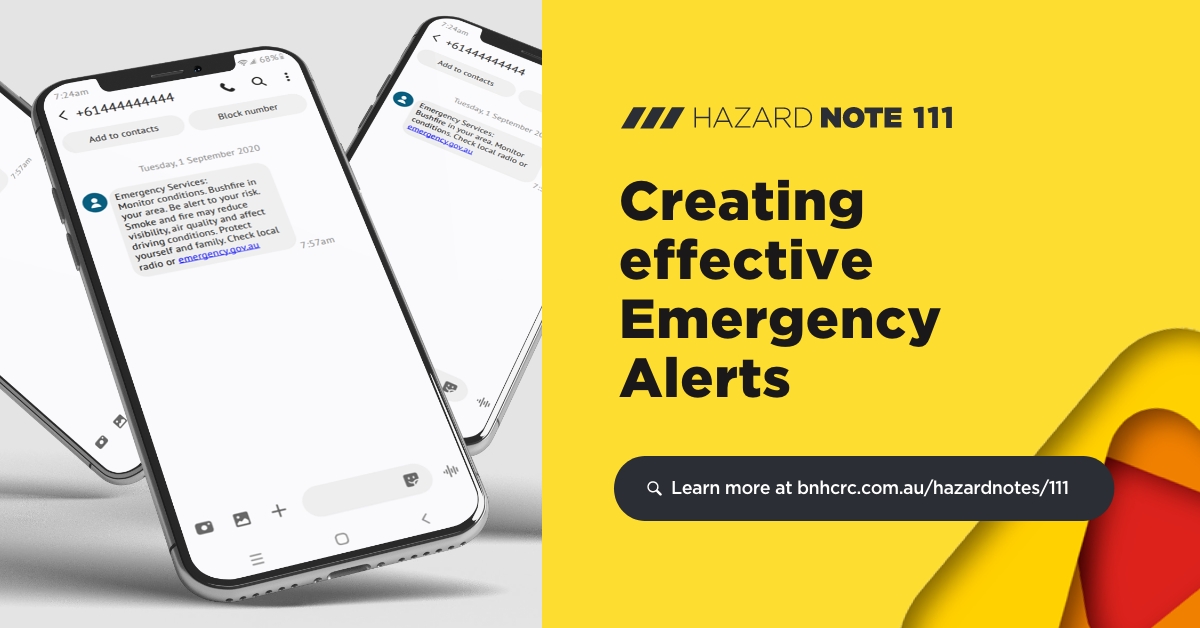 7:24am
68%
+61444444444
Add to contacts
Block number
Tuesday,1 September 2020
Emergency Services:
Monitor conditions. Bushfire in
your area. Be alert to your risk.
Smoke and fire may reduce
visibility, air quality and affect
driving conditions. Protect
yourself and family. Check local
radio or emergency.gov.au
7:57am
7:57am
7:24am
+61444444444
Add to contacts
Tuesday, 1 September 20
Emergency Services:
Bushfire in your area. Monitor
conditions. Check local radio or
emergency.gov.au
7:
HAZARD NOTE 111
Creating
effective
Emergency
Alerts
Learn more at bnhcrc.com.au/hazardnotes/111